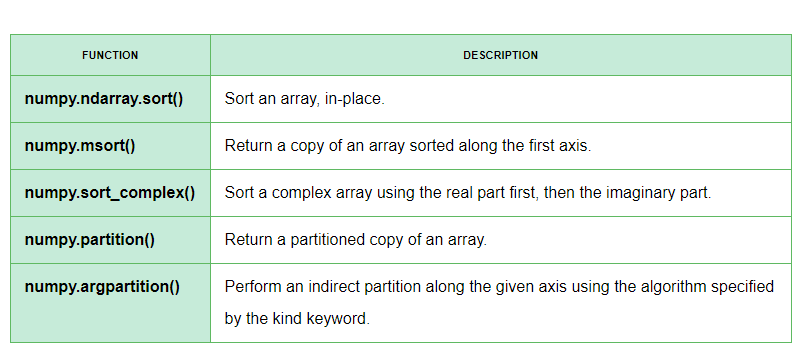 FUNCTION DESCRIPTION
numpy.ndarray.sort() Sort an array, in-place.
numpy.msort() Return a copy of an array sorted along the first axis.
numpy.sort_complex() Sort a complex array using the real part first, then the imaginary part.
numpy.partition() Return a partitioned copy of an array.
numpy.argpartition() Perform an indirect partition along the given axis using the algorithm specified
by the kind keyword.